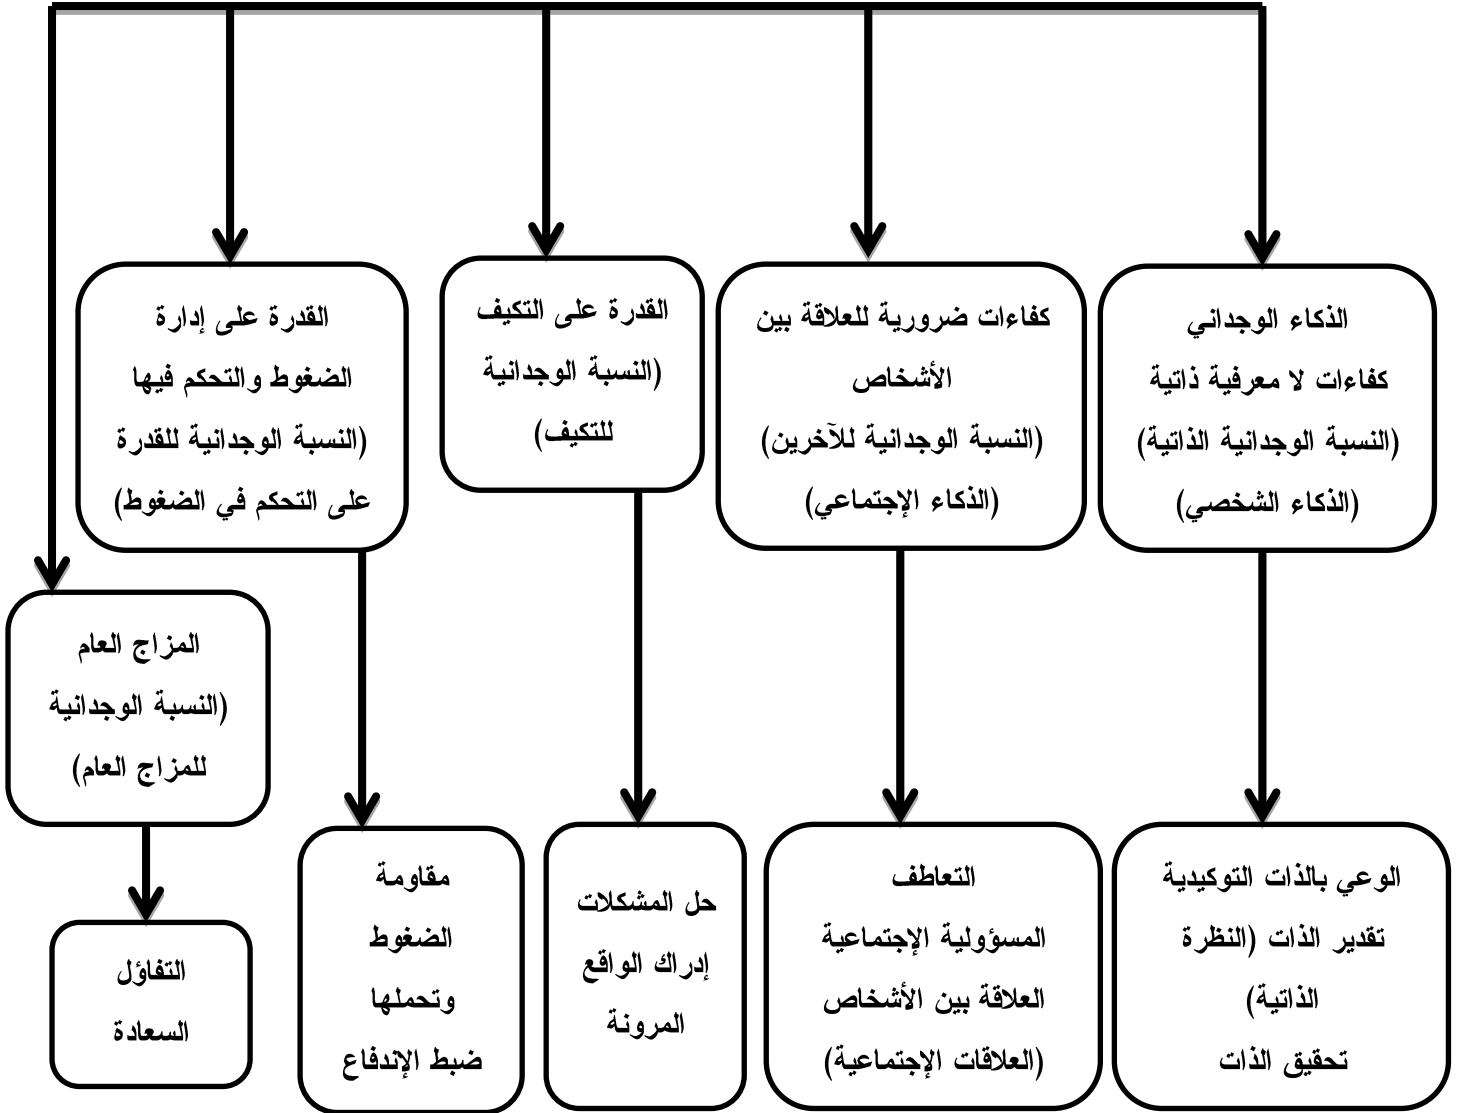 الذكاء الوجداني
كفاءات لا معرفية ذاتية
(النسبة الوجدانية الذاتية)
(الذكاء الشخصي)
كفاءات ضرورية للعلاقة بين
الأشخاص
(النسبة الوجدانية للآخرين)
(الذكاء الإجتماعي)
القدرة على التكيف
(النسبة الوجدانية
للتكيف)
القدرة على إدارة
الضغوط والتحكم فيها
(النسبة الوجدانية للقدرة
على التحكم في الضغوط)
المزاج العام
(النسبة الوجدانية
للمزاج العام)
الوعي بالذات التوكيدية
تقدير الذات (النظرة
الذاتية)
تحقيق الذات
التعاطف
المسؤولية الإجتماعية
العلاقة بين الأشخاص
(العلاقات الإجتماعية)
حل المشكلات
إدراك الواقع
المرونة
مقاومة
الضغوط
وتحملها
ضبط الإندفاع
التفاؤل
السعادة